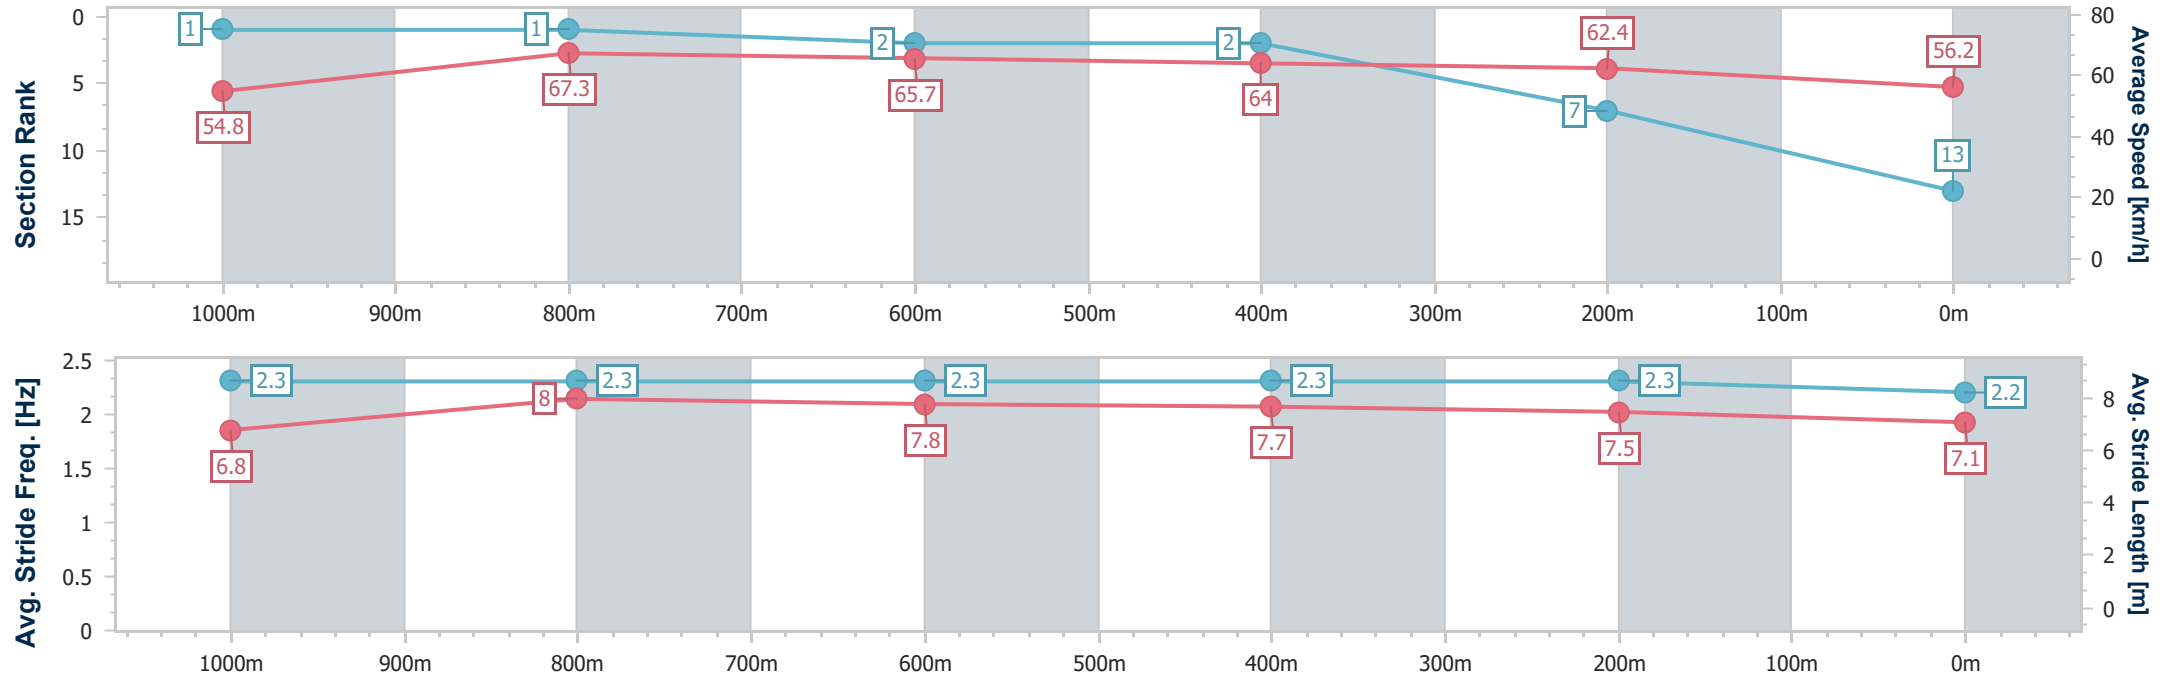 Section Rank
0
5
10
15
1
1
2
2
7
13
54.8
67.3
65.7
64
62.4
56.2
80
60
40
20
0
Average Speed [km/h]
1000m
900m
800m
700m
600m
500m
400m
300m
200m
100m
0m
Avg. Stride Freq. [Hz]
2.5
2
1.5
1
0.5
0
2.3
2.3
2.3
2.3
2.3
2.2
6.8
8
7.8
7.7
7.5
7.1
8
6
4
2
0
Avg. Stride Length [m]
1000m
900m
800m
700m
600m
500m
400m
300m
200m
100m
0m